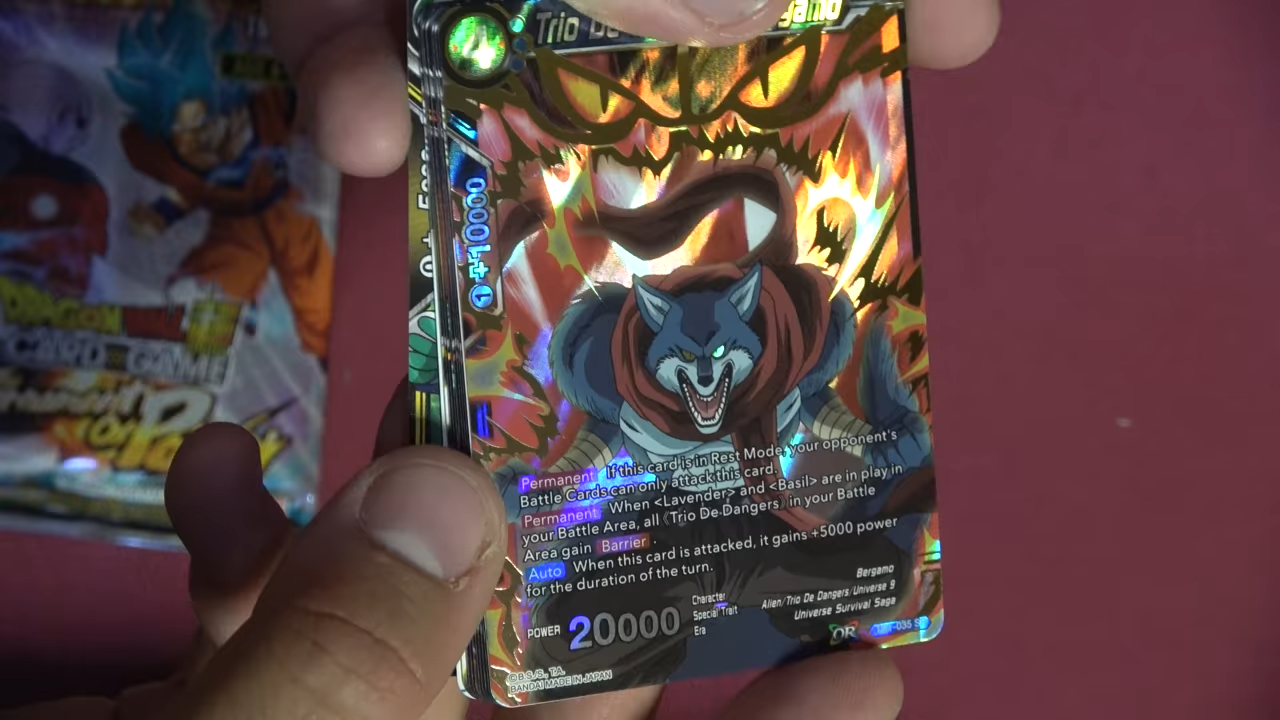 Trio De
gamo
+10000
1
Permanent If this card is in Rest Mode, your opponent's
Battle Cards can only attack this card.
Permanent When <Lavender> and <Basil> are in play in
your Battle Area, all 《Trio De Dangers》 in your Battle
Area gain Barrier.
Auto When this card is attacked, it gains +5000 power
for the duration of the turn.
POWER 20000
Character Bergamo
Special Trait Alien/Trio De Dangers/Universe 9
Era Universe Survival Saga
-035 S
©B.S./S., T.A.
BANDAI MADE IN JAPAN
DRAGON BALL
CARD GAME
OF